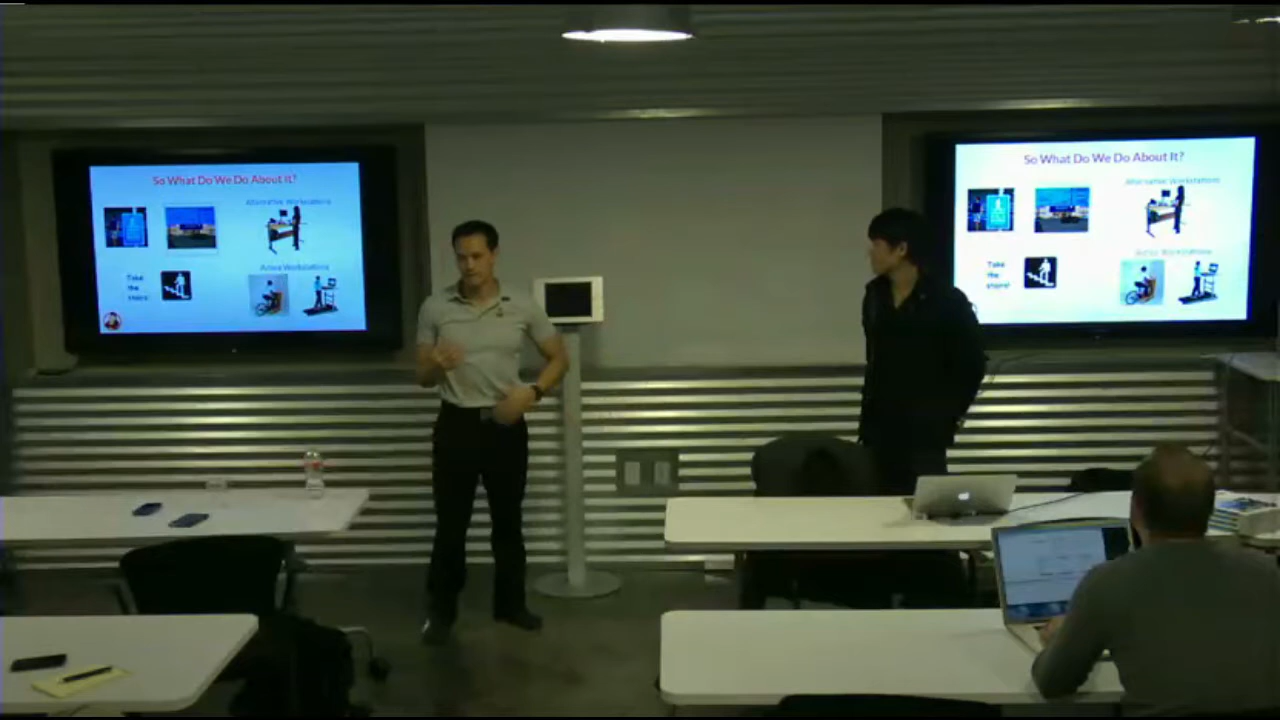 So What Do We Do About It?
Alternative Workstations
Take
the
stairs!
Active Workstations
So What Do We Do About It?
Alternative Workstations
Take
the
stairs!
Active Workstations